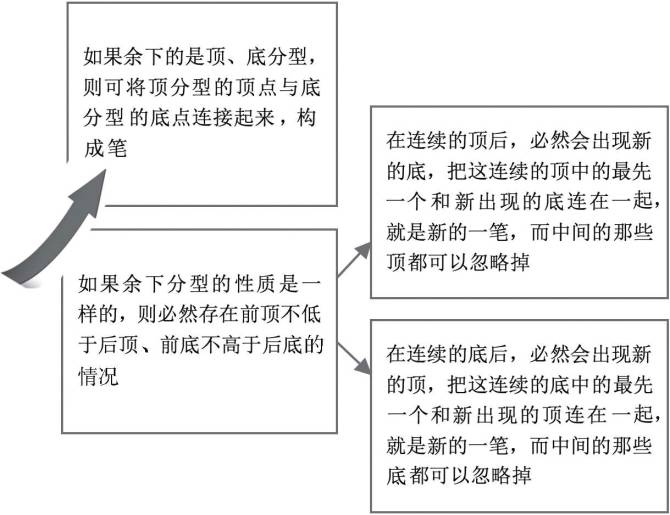 如果余下的是顶、底分型，
则可将顶分型的顶点与底
分型的底点连接起来，构
成笔
如果余下分型的性质是一
样的，则必然存在前顶不低
于后顶、前底不高于后底的
情况
在连续的顶后，必然会出现新
的底，把这连续的顶中的最先
一个和新出现的底连在一起，
就是新的一笔，而中间的那些
顶都可以忽略掉
在连续的底后，必然会出现新
的顶，把这连续的底中的最先
一个和新出现的顶连在一起，
就是新的一笔，而中间的那些
底都可以忽略掉